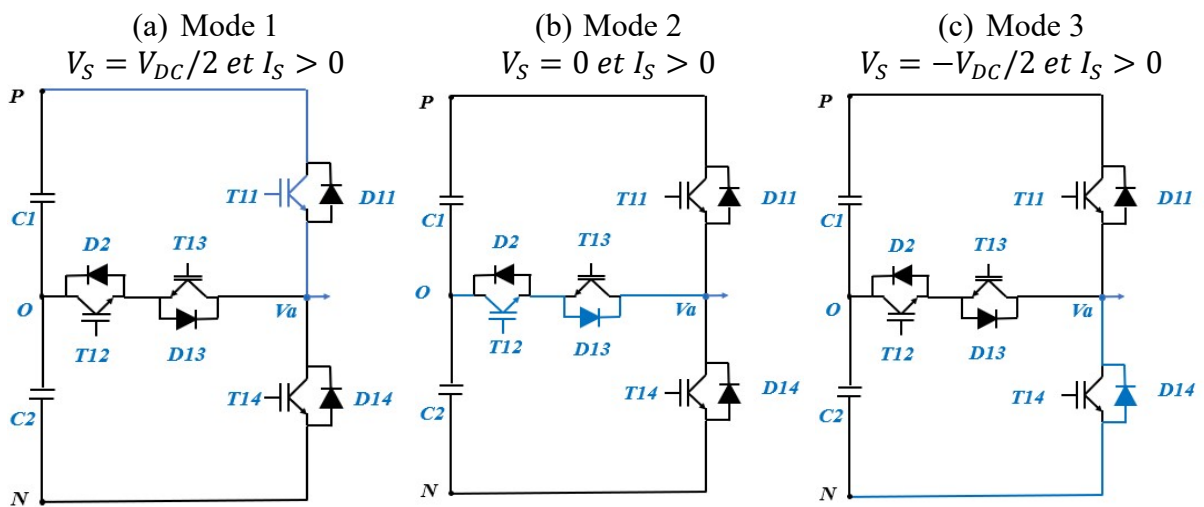 (a) Mode 1
V_S = V_DC/2 et I_S > 0
P
T11
D11
C1
D2
T13
O
Va
T12
D13
T14
D14
C2
N
(b) Mode 2
V_S = 0 et I_S > 0
P
T11
D11
C1
D2
T13
O
Va
T12
D13
T14
D14
C2
N
(c) Mode 3
V_S = −V_DC/2 et I_S > 0
P
T11
D11
C1
D2
T13
O
Va
T12
D13
T14
D14
C2
N